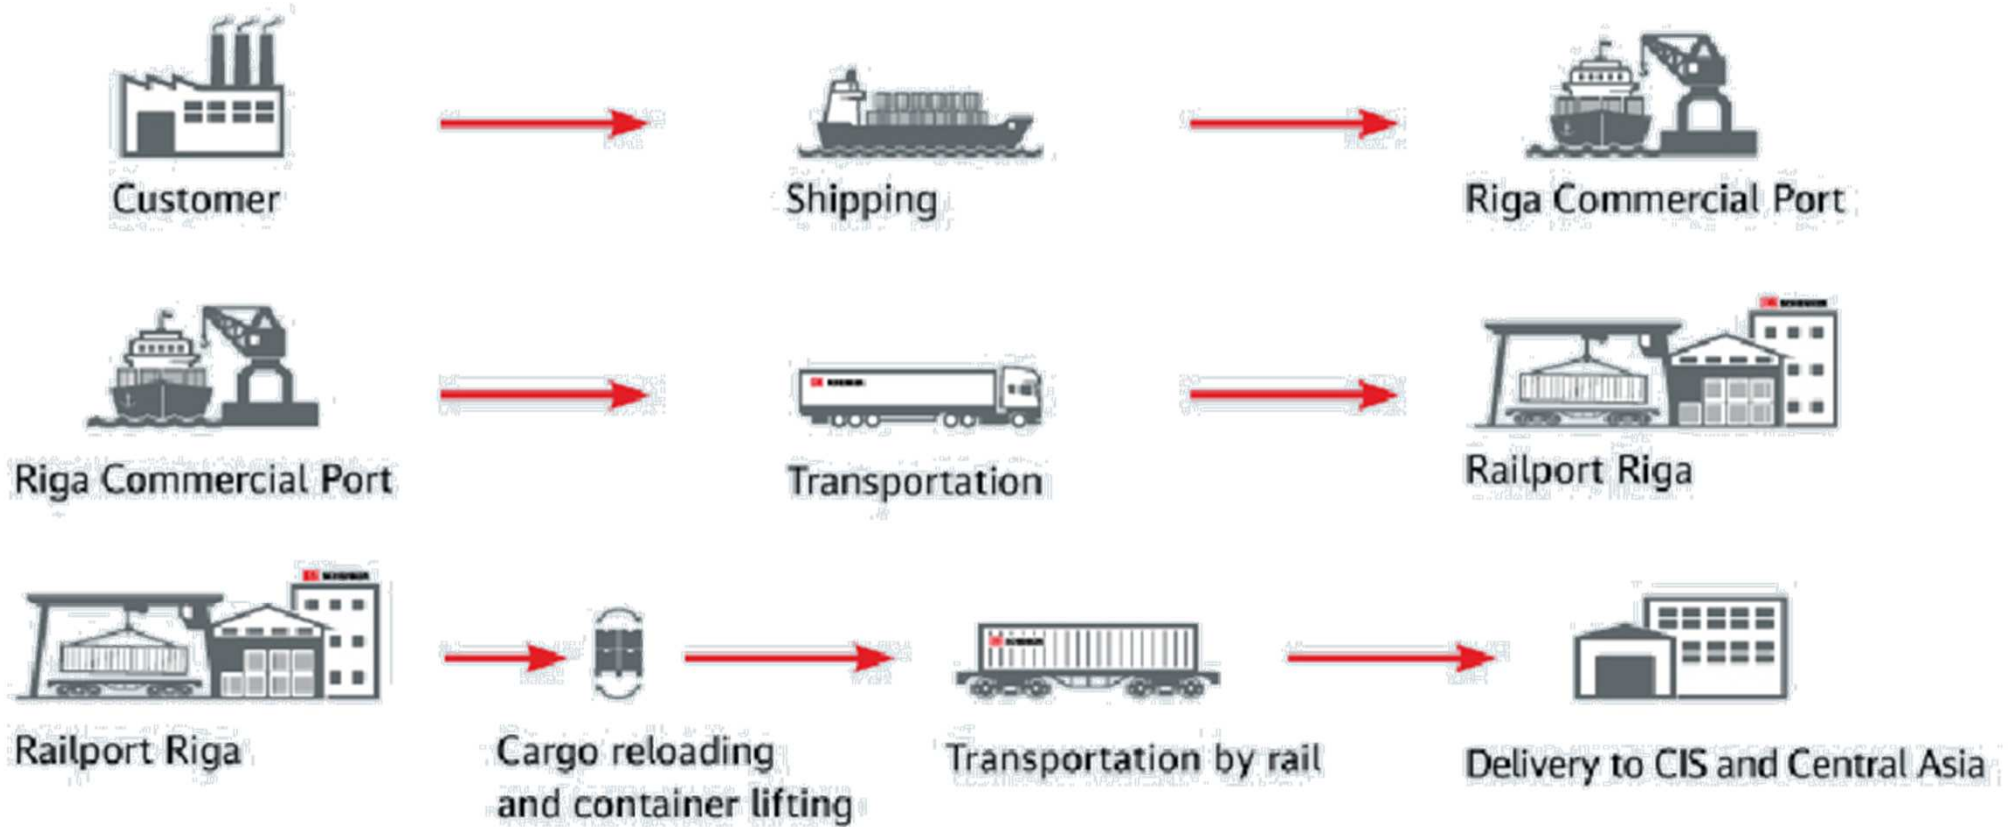 Customer
Shipping
Riga Commercial Port
Riga Commercial Port
Transportation
Railport Riga
Railport Riga
Cargo reloading
and container lifting
Transportation by rail
Delivery to CIS and Central Asia